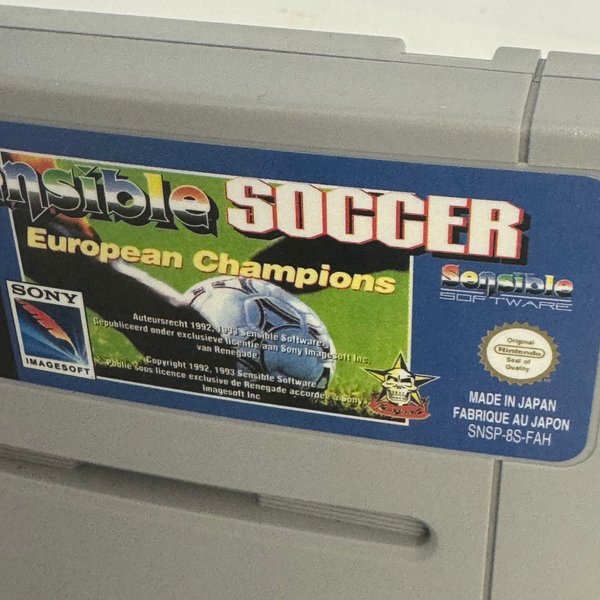 nsible SOCCER
European Champions
Sensible
SOFTWARE
SONY
IMAGESOFT
Auteursrecht 1992, 1993 Sensible Software,
Gepubliceerd onder exclusieve licentie aan Sony Imagesoft Inc.
van Renegade.
Copyright 1992, 1993 Sensible Software
Publié sous licence exclusive de Renegade accordée à Sony
Imagesoft Inc
Original
Nintendo
Seal of
Quality
MADE IN JAPAN
FABRIQUE AU JAPON
SNSP-8S-FAH